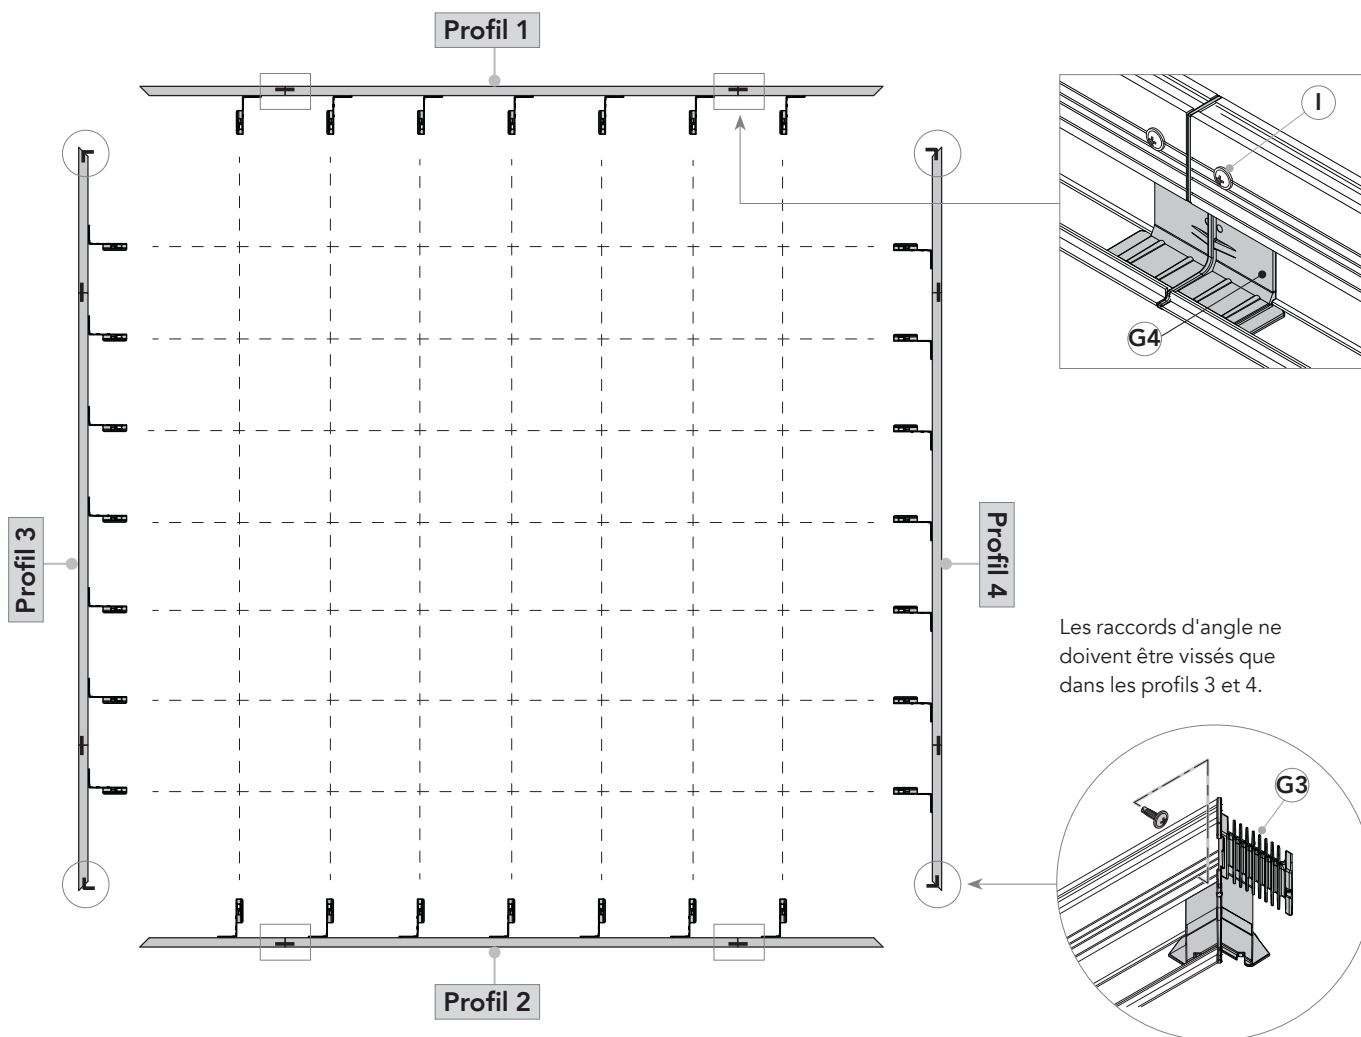 Profil 1
I
G4
Profil 3
Profil 4
Les raccords d'angle ne
doivent être vissés que
dans les profils 3 et 4.
G3
Profil 2